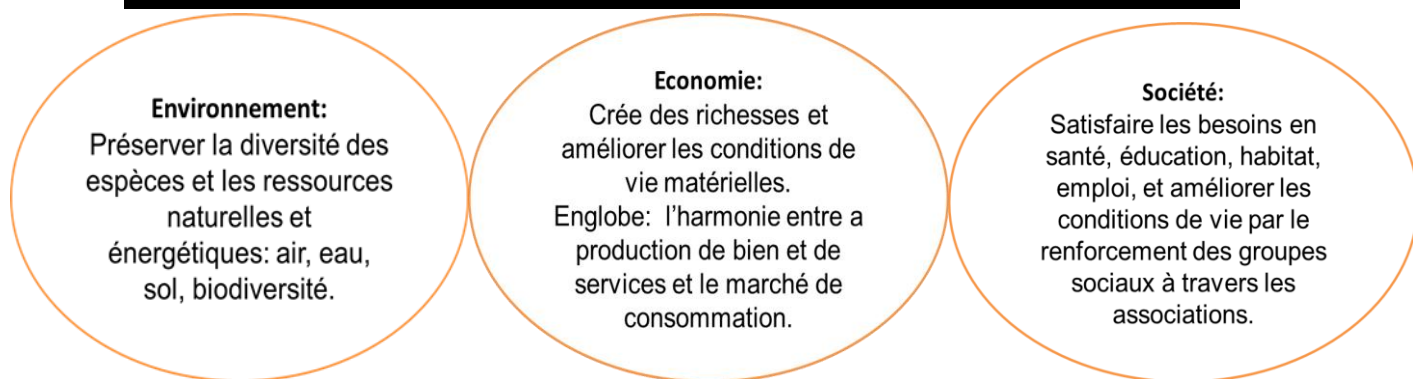 Environnement:
Préserver la diversité des
espèces et les ressources
naturelles et
énergétiques: air, eau,
sol, biodiversité.
Economie:
Crée des richesses et
améliorer les conditions de
vie matérielles.
Englobe: l'harmonie entre a
production de bien et de
services et le marché de
consommation.
Société:
Satisfaire les besoins en
santé, éducation, habitat,
emploi, et améliorer les
conditions de vie par le
renforcement des groupes
sociaux à travers les
associations.